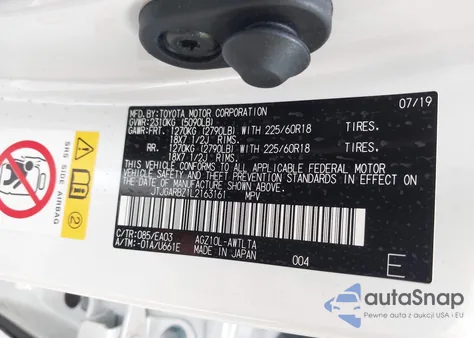 MFD. BY:TOYOTA MOTOR CORPORATION 07/19
GVWR:2310KG (5090LB)
GAWR:FRT. 1270KG (2790LB) WITH 225/60R18 TIRES.
18X7 1/2J RIMS.
RR. 1270KG (2790LB) WITH 225/60R18 TIRES.
18X7 1/2J RIMS.
THIS VEHICLE CONFORMS TO ALL APPLICABLE FEDERAL MOTOR
VEHICLE SAFETY AND THEFT PREVENTION STANDARDS IN EFFECT
ON THE DATE OF MANUFACTURE SHOWN ABOVE.
JTJGARBZ1L2163161 MPV
C/TR:085/EA03 AGZ10L-AWTLTA
A/TM:-01A/U661E MADE IN JAPAN 004 E
SRS SIDE AIRBAG
2
autoSnap
Pewne auta z aukcji USA i EU